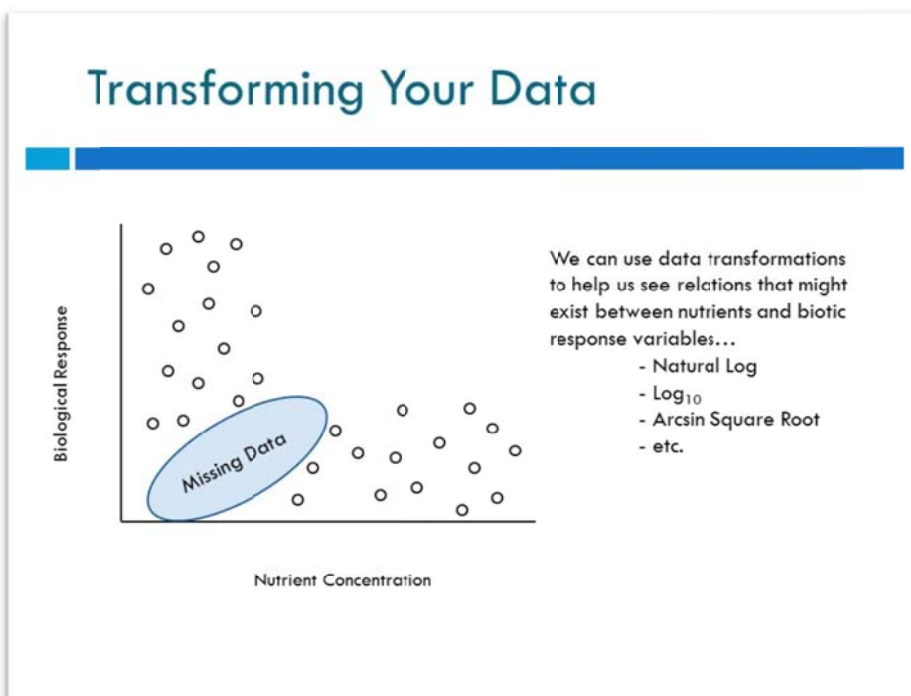 Transforming Your Data
We can use data transformations
to help us see relations that might
exist between nutrients and biotic
response variables...
- Natural Log
- Log₁₀
- Arcsin Square Root
- etc.
Biological Response
Missing Data
Nutrient Concentration